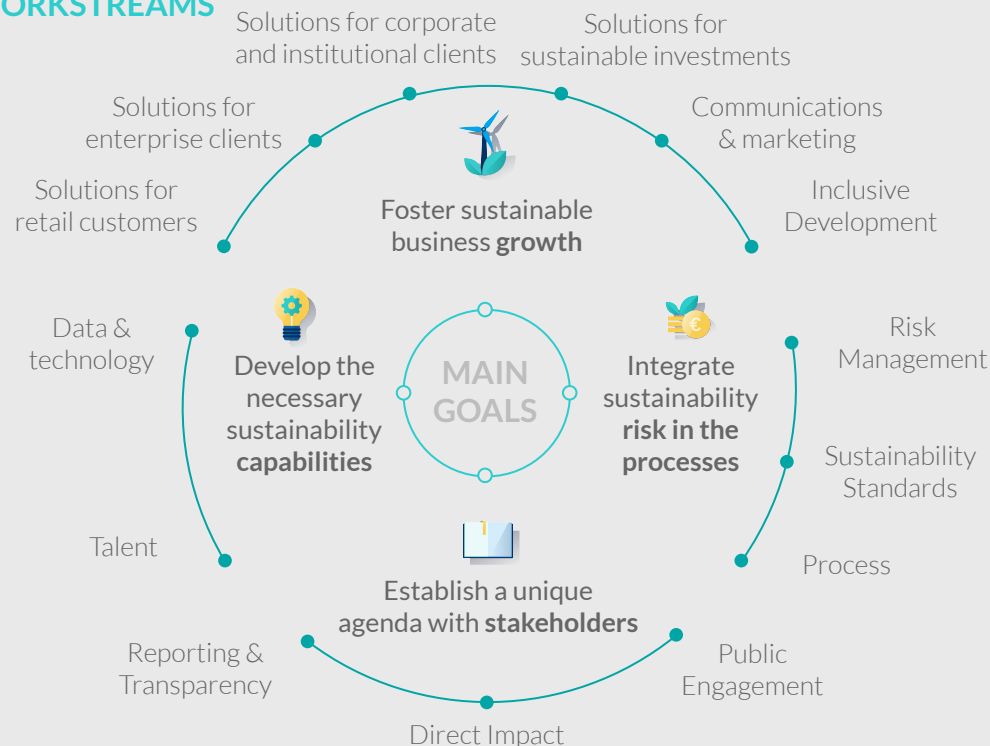 ORKSTREAMS
Solutions for corporate
and institutional clients
Solutions for
sustainable investments
Solutions for
enterprise clients
Communications
& marketing
Solutions for
retail customers
Inclusive
Development
Foster sustainable
business growth
Data &
technology
Develop the
necessary
sustainability
capabilities
MAIN
GOALS
Integrate
sustainability
risk in the
processes
€
Risk
Management
Sustainability
Standards
Talent
Process
Establish a unique
agenda with stakeholders
Reporting &
Transparency
Public
Engagement
Direct Impact